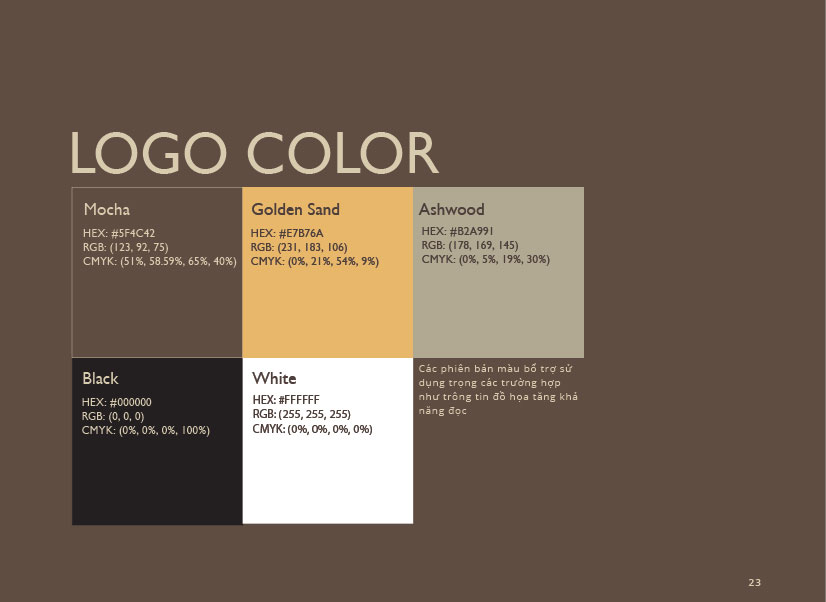 LOGO COLOR
Mocha
HEX: #5F4C42
RGB: (123, 92, 75)
CMYK: (51%, 58.59%, 65%, 40%)
Golden Sand
HEX: #E7B76A
RGB: (231, 183, 106)
CMYK: (0%, 21%, 54%, 9%)
Ashwood
HEX: #B2A991
RGB: (178, 169, 145)
CMYK: (0%, 5%, 19%, 30%)
Black
HEX: #000000
RGB: (0, 0, 0)
CMYK: (0%, 0%, 0%, 100%)
White
HEX: #FFFFFF
RGB: (255, 255, 255)
CMYK: (0%, 0%, 0%, 0%)
Các phiên bản màu bổ trợ sử
dụng trọng các trường hợp
như trông tin đồ họa tăng khả
năng đọc
23